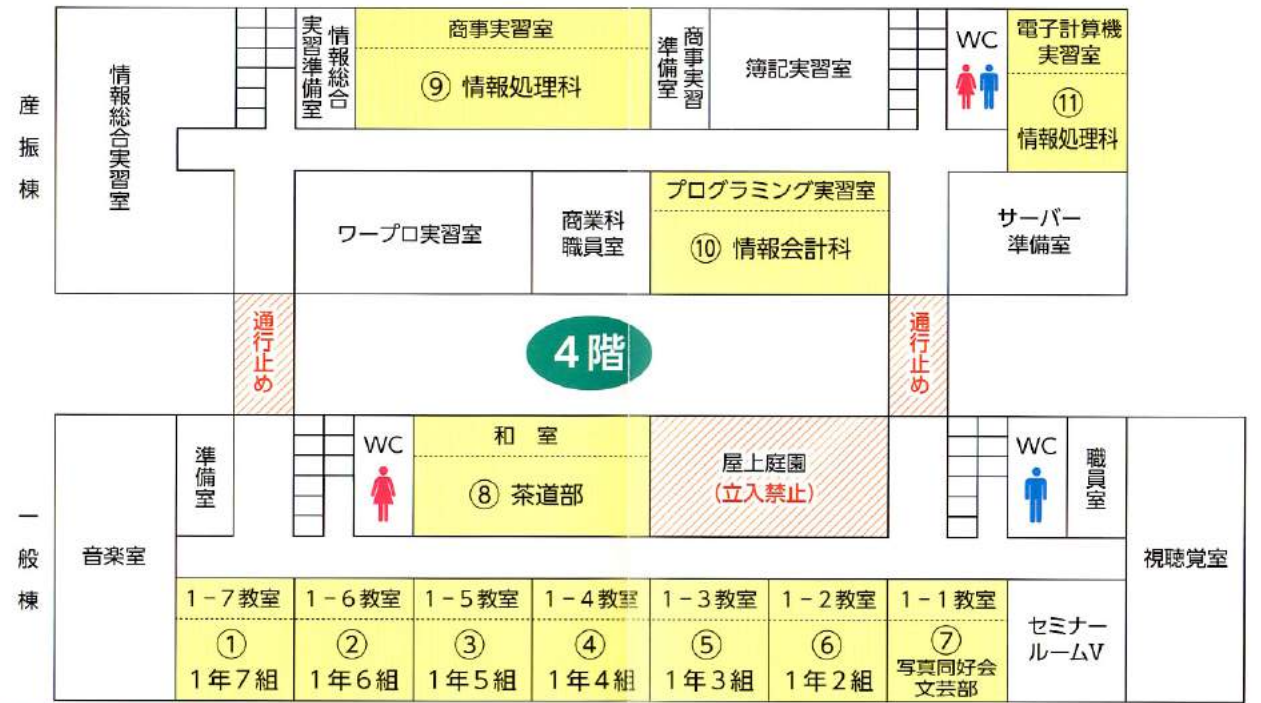 産振棟
情報総合実習室
情報総合
実習準備室
商事実習室
⑨ 情報処理科
商事実習
準備室
簿記実習室
WC
電子計算機
実習室
⑪
情報処理科
ワープロ実習室
商業科
職員室
プログラミング実習室
⑩ 情報会計科
サーバー
準備室
通行止め
4階
通行止め
一般棟
音楽室
準備室
WC
和 室
⑧ 茶道部
屋上庭園
(立入禁止)
WC
職員室
視聴覚室
1-7教室
①
1年7組
1-6教室
②
1年6組
1-5教室
③
1年5組
1-4教室
④
1年4組
1-3教室
⑤
1年3組
1-2教室
⑥
1年2組
1-1教室
⑦
写真同好会
文芸部
セミナー
ルームV